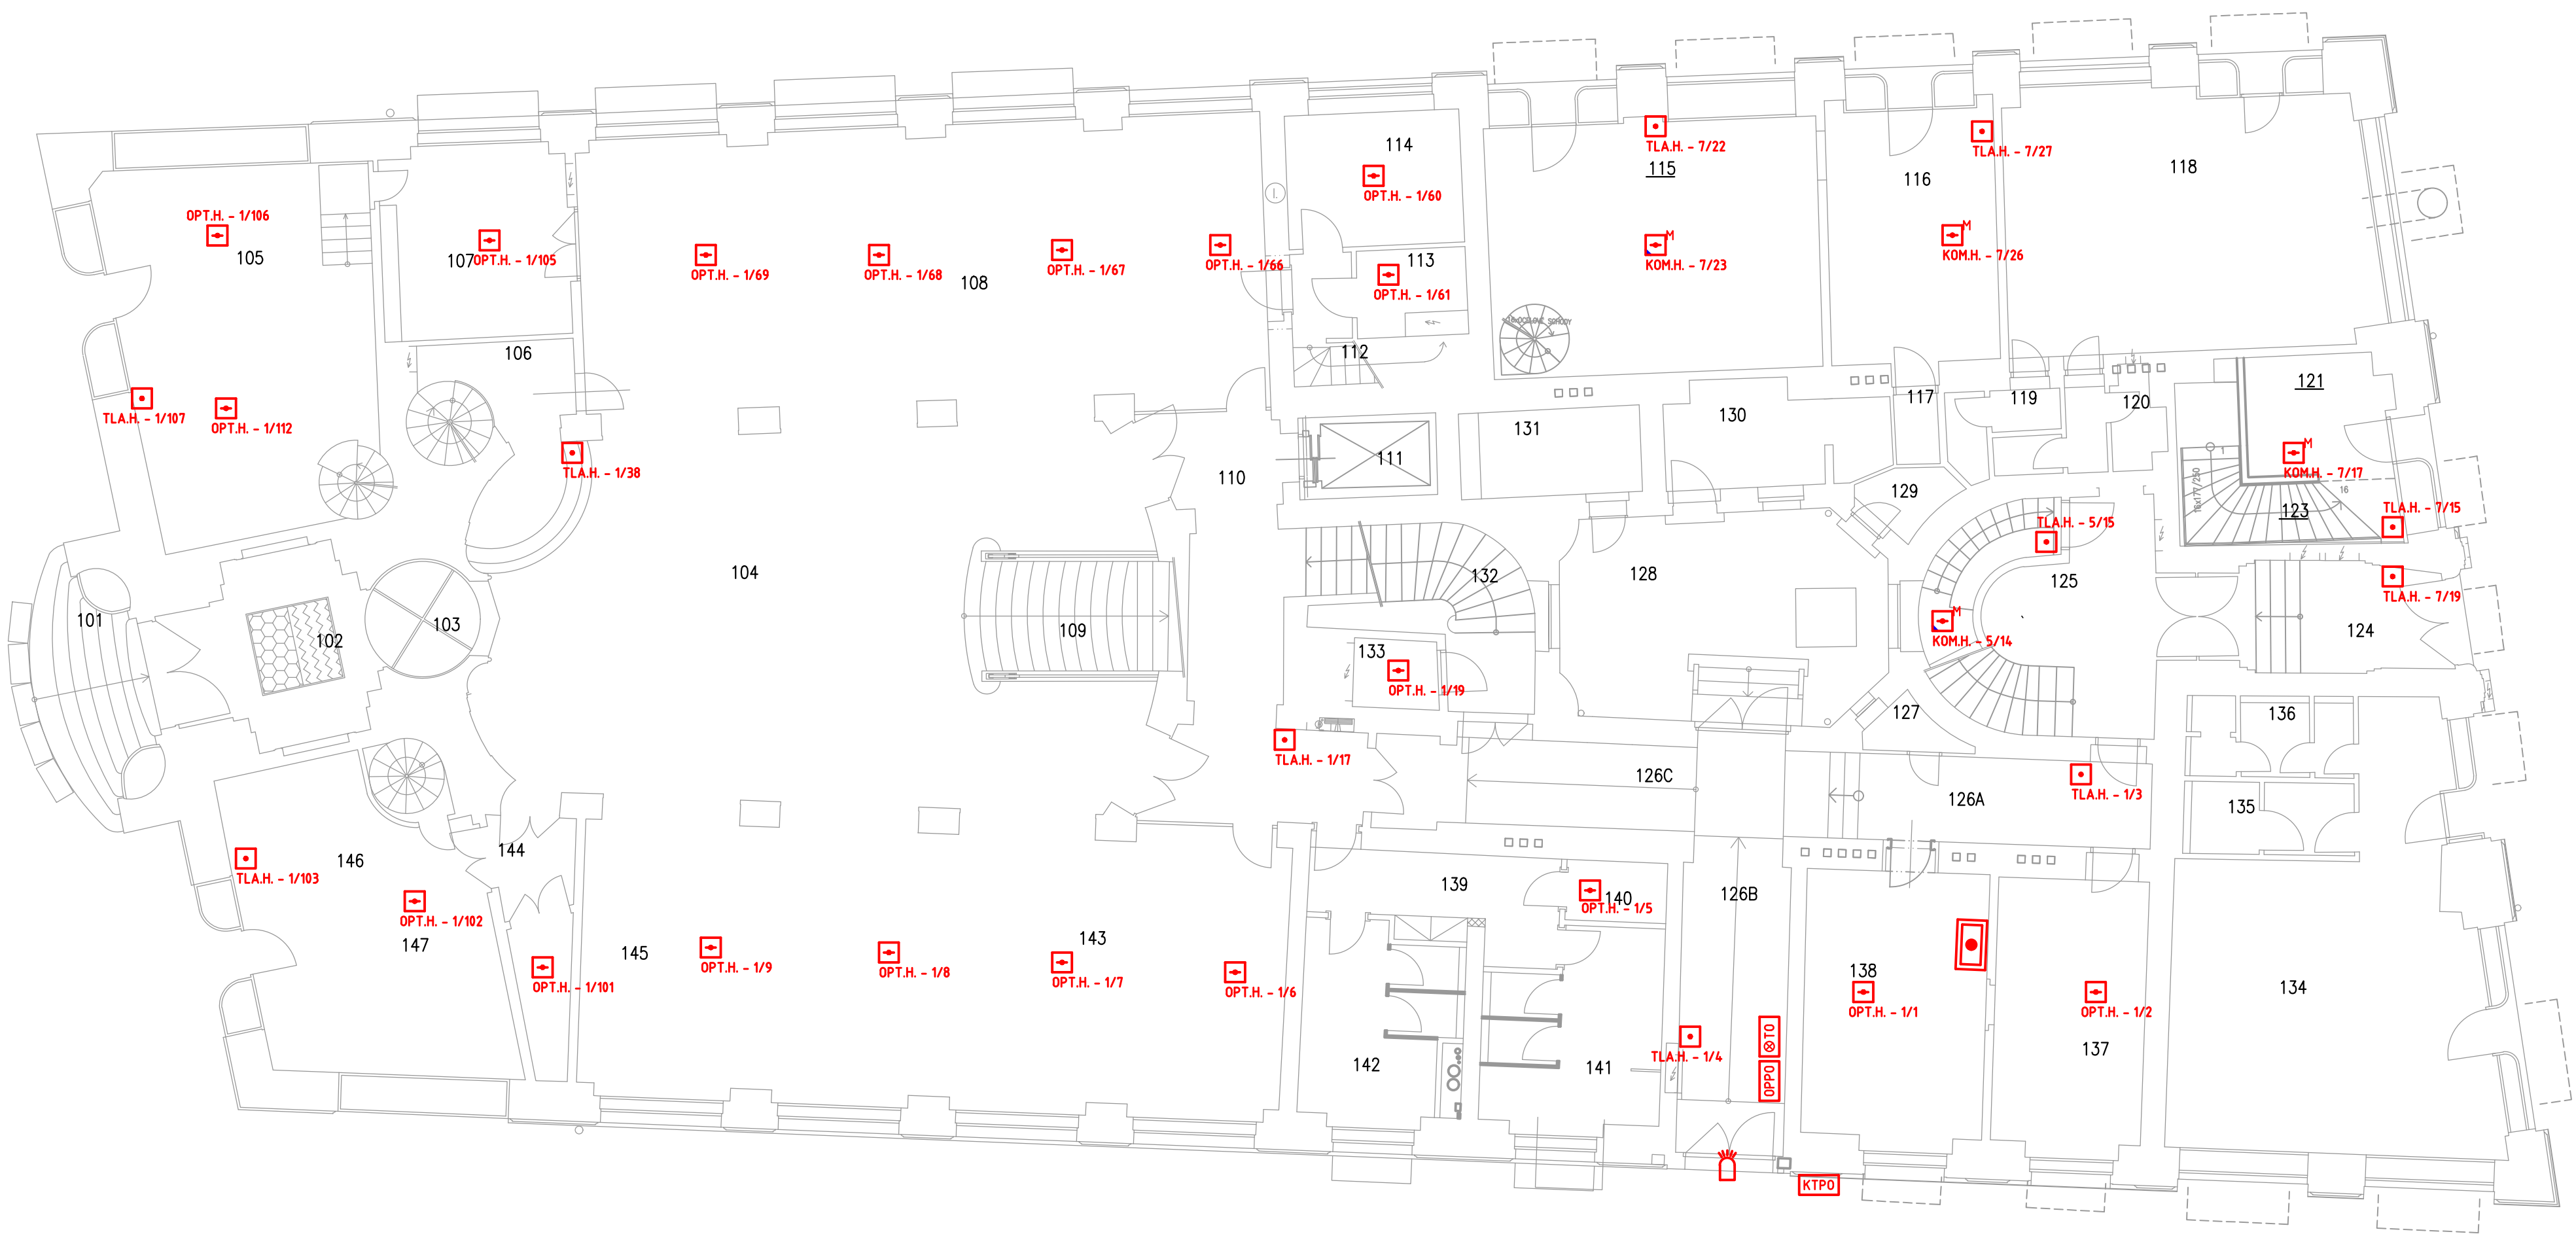 114
TLA.H. - 7/22
TLA.H. - 7/27
115
118
116
OPT.H. - 1/60
OPT.H. - 1/106
105
107
OPT.H. - 1/105
OPT.H. - 1/69
OPT.H. - 1/68
108
OPT.H. - 1/67
OPT.H. - 1/66
113
OPT.H. - 1/61
M
KOM.H. - 7/23
M
KOM.H. - 7/26
106
112
TLA.H. - 1/107
OPT.H. - 1/112
TLA.H. - 1/38
131
130
117
119
120
121
111
110
M
KOM.H. - 7/17
129
16x177/250
16
1
123
TLA.H. - 7/15
TLA.H. - 5/15
104
132
128
125
TLA.H. - 7/19
101
102
103
109
133
M
KOM.H. - 5/14
124
OPT.H. - 1/19
127
136
TLA.H. - 1/17
126C
126A
TLA.H. - 1/3
135
144
146
TLA.H. - 1/103
139
140
OPT.H. - 1/5
126B
OPT.H. - 1/102
147
143
145
OPT.H. - 1/9
OPT.H. - 1/8
OPT.H. - 1/7
OPT.H. - 1/6
OPT.H. - 1/101
138
OPT.H. - 1/1
OPT.H. - 1/2
134
137
TO
TLA.H. - 1/4
142
141
OPPO
KTPO